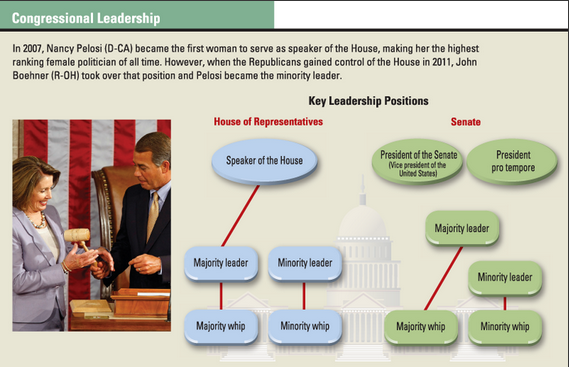 Congressional Leadership
In 2007, Nancy Pelosi (D-CA) became the first woman to serve as speaker of the House, making her the highest
ranking female politician of all time. However, when the Republicans gained control of the House in 2011, John
Boehner (R-OH) took over that position and Pelosi became the minority leader.
Key Leadership Positions
House of Representatives
Senate
Speaker of the House
President of the Senate
(Vice president of the
United States)
President
pro tempore
Majority leader
Majority leader
Minority leader
Minority leader
Majority whip
Minority whip
Majority whip
Minority whip